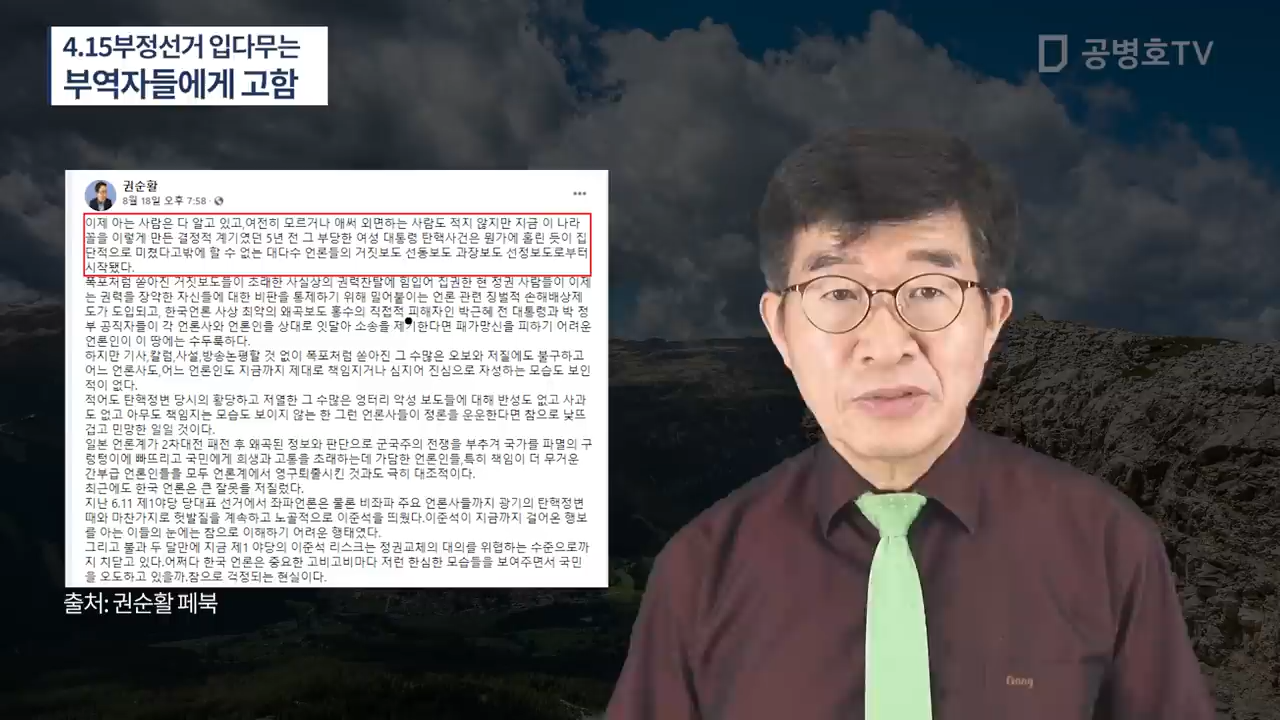 4.15부정선거 입다무는
부역자들에게 고함
공병호TV
권순활
8월 18일 오후 7:58 ·
이제 아는 사람은 다 알고 있고,여전히 모르거나 애써 외면하는 사람도 적지 않지만 지금 이 나라
꼴을 이렇게 만든 결정적 계기였던 5년 전 그 부당한 여성 대통령 탄핵사건은 뭔가에 홀린 듯이 집
단적으로 미쳤다고밖에 할 수 없는 대다수 언론들의 거짓보도 선동보도 과장보도 선정보도로부터
시작됐다.
폭포처럼 쏟아진 거짓보도들이 초래한 사실상의 권력찬탈에 힘입어 집권한 현 정권 사람들이 이제
는 권력을 장악한 자신들에 대한 비판을 통제하기 위해 밀어붙이는 언론 관련 징벌적 손해배상제
도가 도입되고, 한국언론 사상 최악의 왜곡보도 홍수의 직접적 피해자인 박근혜 전 대통령과 박 정
부 공직자들이 각 언론사와 언론인을 상대로 잇달아 소송을 제기한다면 패가망신을 피하기 어려운
언론인이 이 땅에는 수두룩하다.
하지만 기사,칼럼,사설,방송논평할 것 없이 폭포처럼 쏟아진 그 수많은 오보와 저질에도 불구하고
어느 언론사도,어느 언론인도 지금까지 제대로 책임지거나 심지어 진심으로 자성하는 모습도 보인
적이 없다.
적어도 탄핵정변 당시의 황당하고 저열한 그 수많은 엉터리 악성 보도들에 대해 반성도 없고 사과
도 없고 아무도 책임지는 모습도 보이지 않는 한 그런 언론사들이 정론을 운운한다면 참으로 낯뜨
겁고 민망한 일일 것이다.
일본 언론계가 2차대전 패전 후 왜곡된 정보와 판단으로 군국주의 전쟁을 부추겨 국가를 파멸의 구
렁텅이에 빠뜨리고 국민에게 희생과 고통을 초래하는데 가담한 언론인들,특히 책임이 더 무거운
간부급 언론인들을 모두 언론계에서 영구퇴출시킨 것과도 극히 대조적이다.
최근에도 한국 언론은 큰 잘못을 저질렀다.
지난 6.11 제1야당 당대표 선거에서 좌파언론은 물론 비좌파 주요 언론사들까지 광기의 탄핵정변
때와 마찬가지로 헛발질을 계속하고 노골적으로 이준석을 띄웠다.이준석이 지금까지 걸어온 행보
를 아는 이들의 눈에는 참으로 이해하기 어려운 행태였다.
그리고 불과 두 달만에 지금 제1 야당의 이준석 리스크는 정권교체의 대의를 위협하는 수준으로까
지 치닫고 있다.어쩌다 한국 언론은 중요한 고비고비마다 저런 한심한 모습들을 보여주면서 국민
을 오도하고 있을까.참으로 걱정되는 현실이다.
출처: 권순활 페북